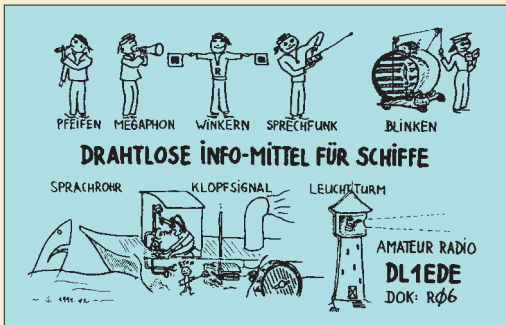 R
PFEIFEN MEGAPHON WINKERN SPRECHFUNK BLINKEN
DRAHTLOSE INFO-MITTEL FÜR SCHIFFE
SPRACHROHR KLOPFSIGNAL LEUCHTTURM
AMATEUR RADIO
DL1EDE
DOK: RØ6